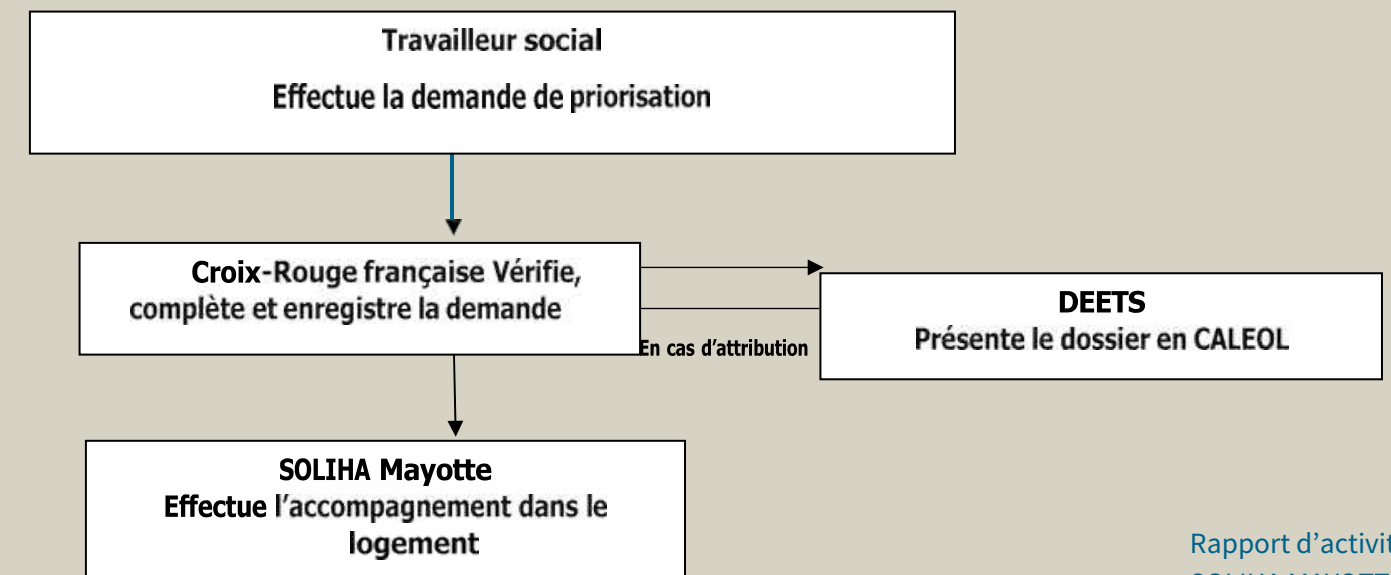 Travailleur social
Effectue la demande de priorisation
Croix-Rouge française Vérifie,
complète et enregistre la demande
En cas d'attribution
DEETS
Présente le dossier en CALEOL
SOLIHA Mayotte
Effectue l'accompagnement dans le
logement
Rapport d'activit